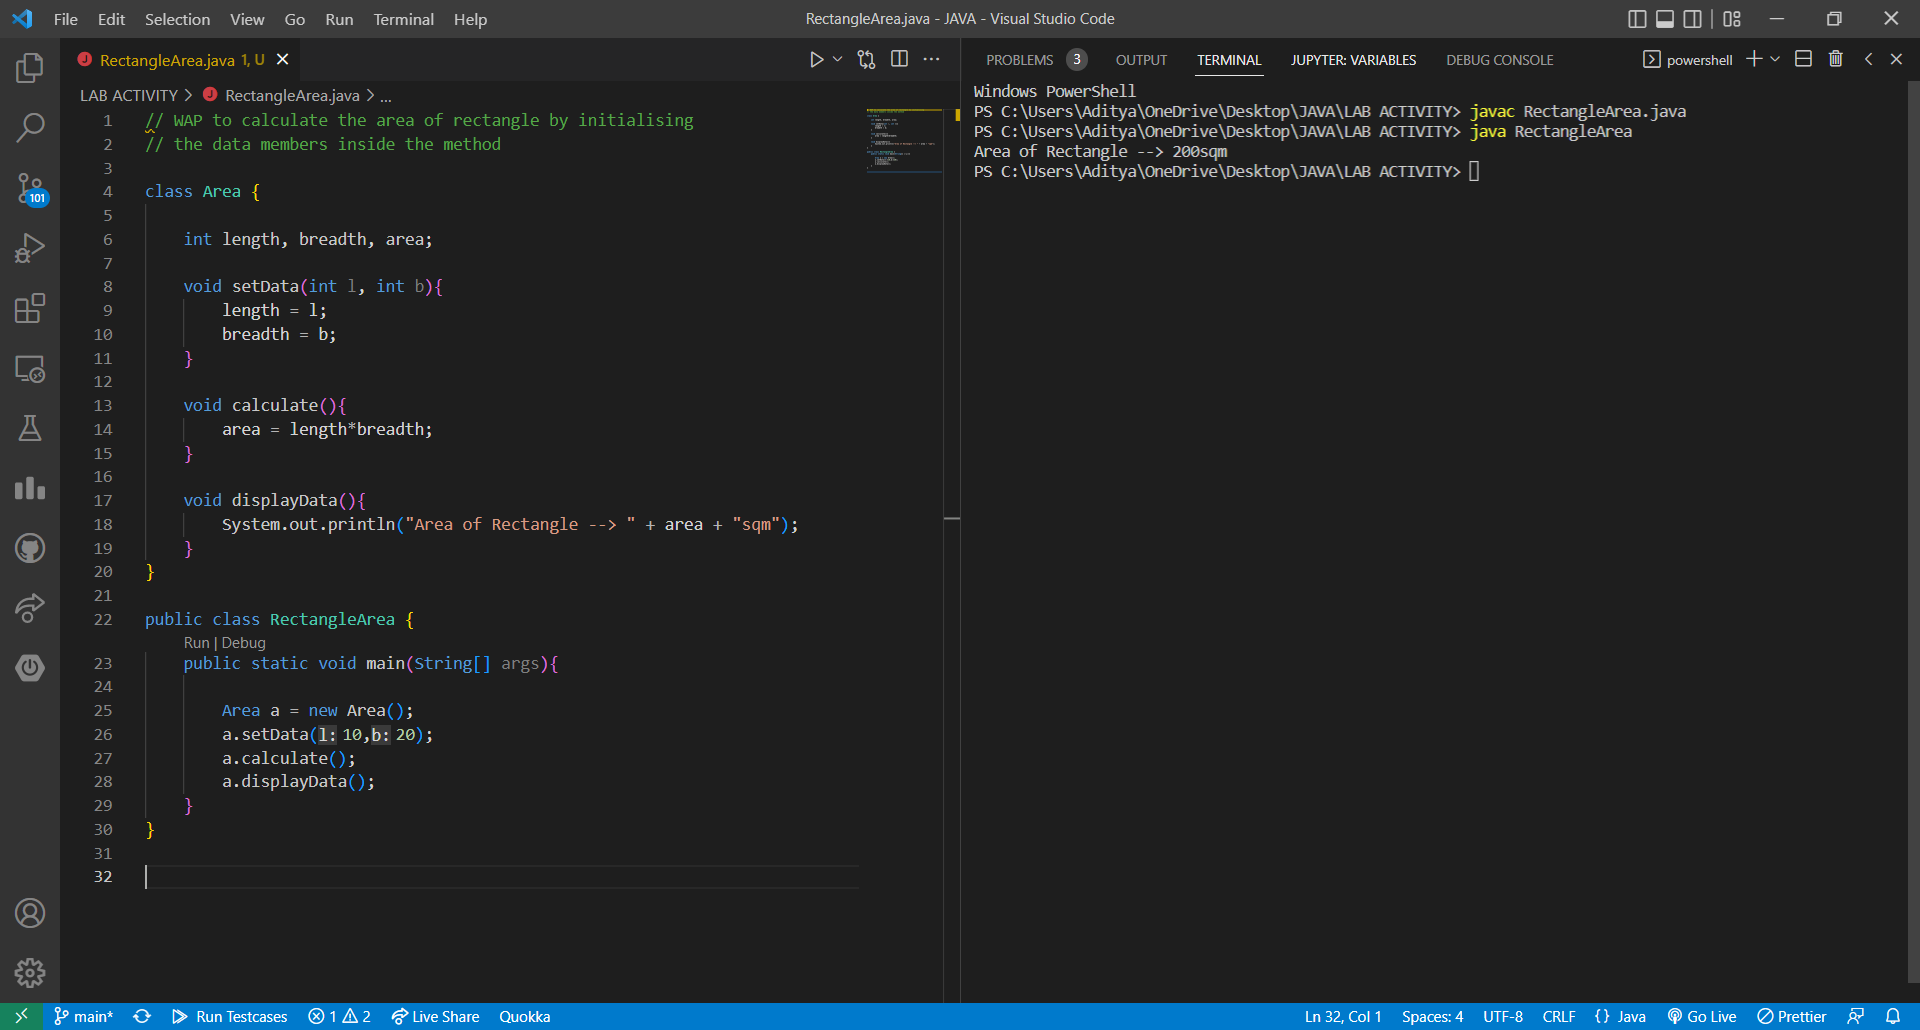 File Edit Selection View Go Run Terminal Help
RectangleArea.java - JAVA - Visual Studio Code
RectangleArea.java 1, U
LAB ACTIVITY > RectangleArea.java > ...
1 // WAP to calculate the area of rectangle by initialising
2 // the data members inside the method
3
4 class Area {
5
6 int length, breadth, area;
7
8 void setData(int l, int b){
9 length = l;
10 breadth = b;
11 }
12
13 void calculate(){
14 area = length*breadth;
15 }
16
17 void displayData(){
18 System.out.println("Area of Rectangle --> " + area + "sqm");
19 }
20 }
21
22 public class RectangleArea {
Run | Debug
23 public static void main(String[] args){
24
25 Area a = new Area();
26 a.setData(l: 10,b: 20);
27 a.calculate();
28 a.displayData();
29 }
30 }
31
32
PROBLEMS 3 OUTPUT TERMINAL JUPYTER: VARIABLES DEBUG CONSOLE
powershell
Windows PowerShell
PS C:\Users\Aditya\OneDrive\Desktop\JAVA\LAB ACTIVITY> javac RectangleArea.java
PS C:\Users\Aditya\OneDrive\Desktop\JAVA\LAB ACTIVITY> java RectangleArea
Area of Rectangle --> 200sqm
PS C:\Users\Aditya\OneDrive\Desktop\JAVA\LAB ACTIVITY>
101
main* Run Testcases 1 2 Live Share Quokka
Ln 32, Col 1 Spaces: 4 UTF-8 CRLF {} Java Go Live Prettier